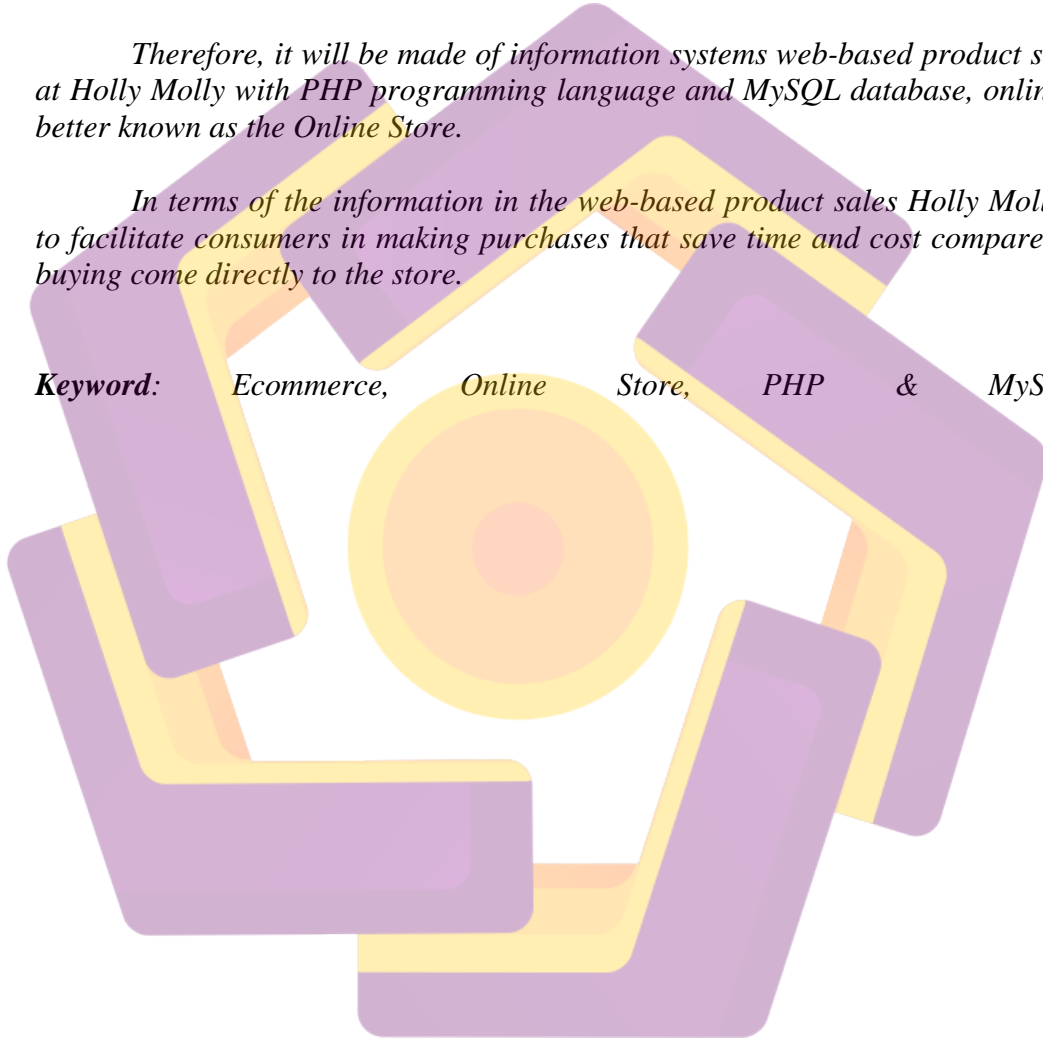 Therefore, it will be made of information systems web-based product s
at Holly Molly with PHP programming language and MySQL database, onlin
better known as the Online Store.
In terms of the information in the web-based product sales Holly Moll
to facilitate consumers in making purchases that save time and cost compare
buying come directly to the store.
Keyword: Ecommerce, Online Store, PHP & MyS